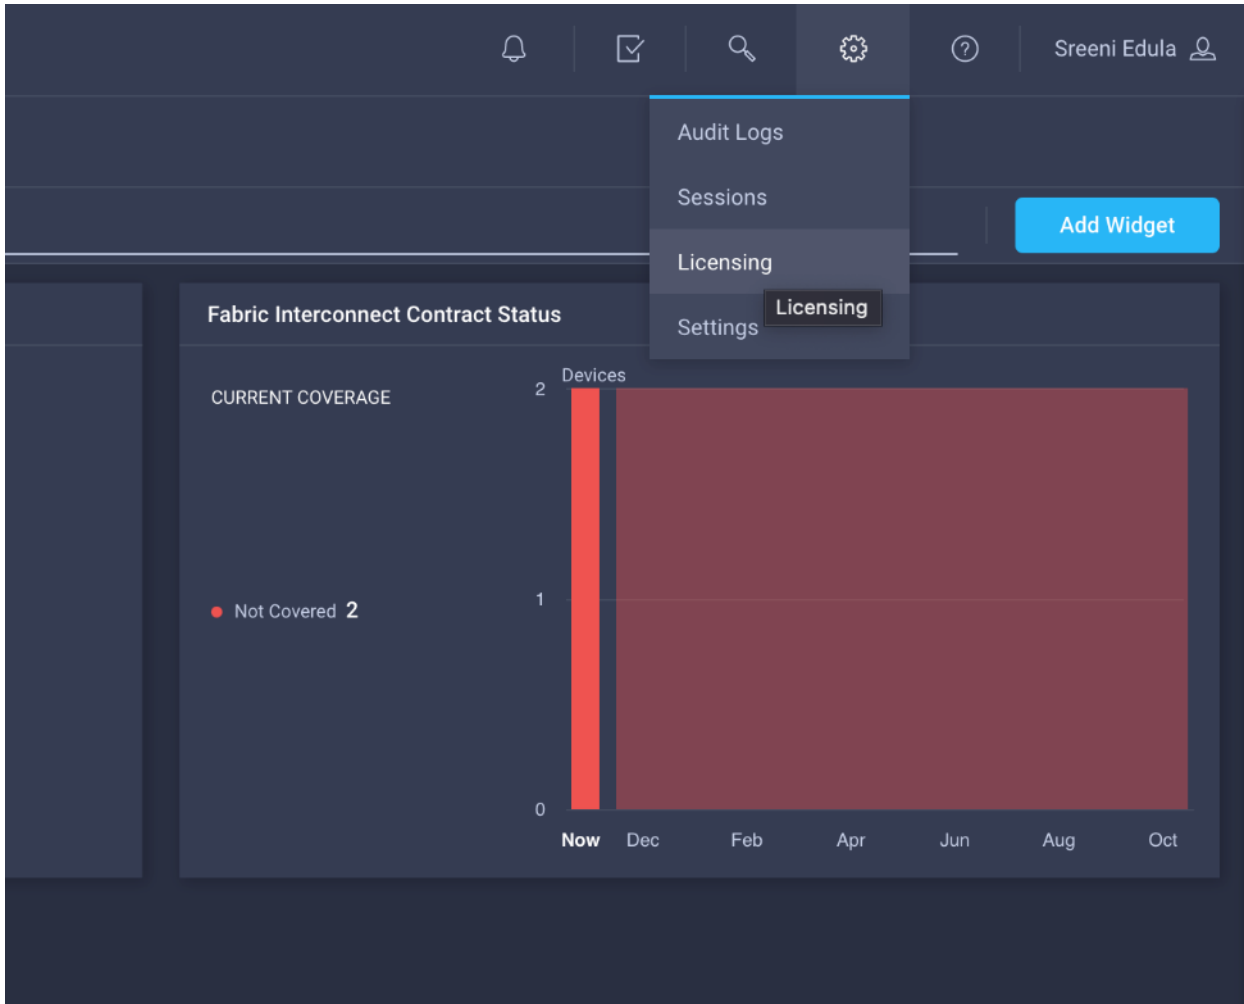 Sreeni Edula
Audit Logs
Sessions
Add Widget
Licensing
Licensing
Settings
Fabric Interconnect Contract Status
CURRENT COVERAGE
Devices
2
Not Covered 2
1
0
Now Dec Feb Apr Jun Aug Oct